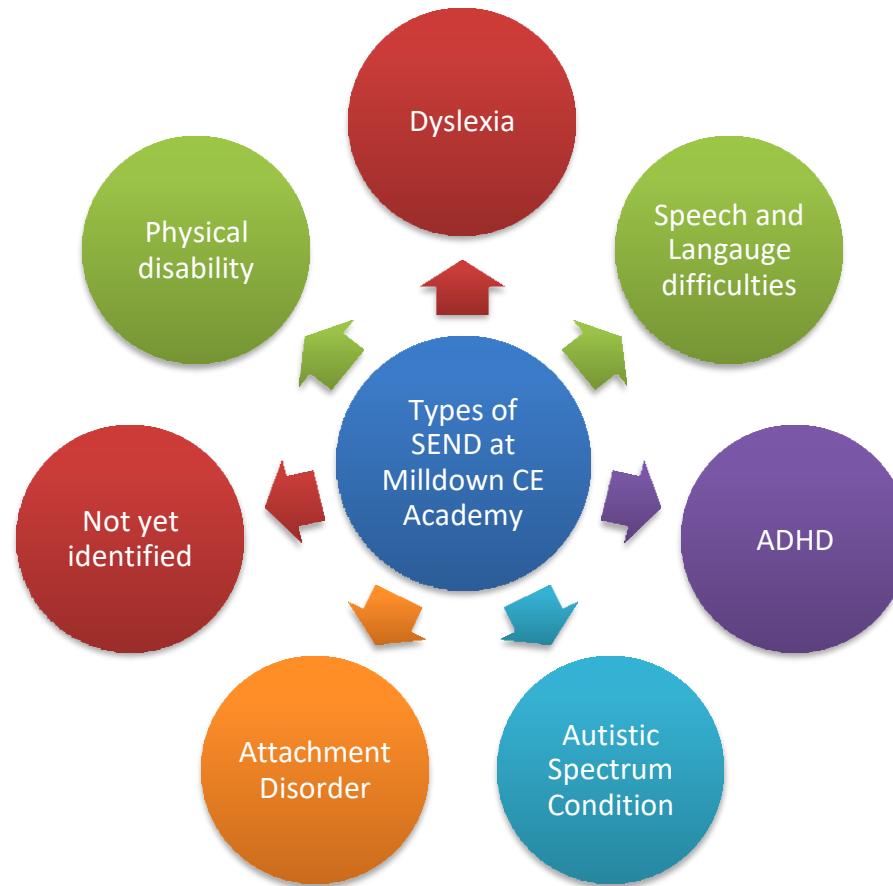 Dyslexia
Speech and
Langauge
difficulties
ADHD
Autistic
Spectrum
Condition
Attachment
Disorder
Not yet
identified
Physical
disability
Types of
SEND at
Milldown CE
Academy